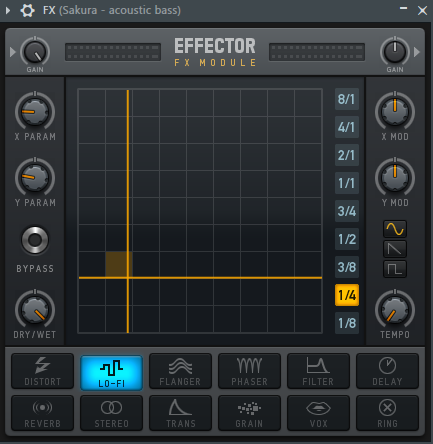 FX (Sakura - acoustic bass)
GAIN
EFFECTOR
FX MODULE
GAIN
X PARAM
Y PARAM
BYPASS
DRY/WET
8/1
4/1
2/1
1/1
3/4
1/2
3/8
1/4
1/8
X MOD
Y MOD
TEMPO
DISTORT
LO-FI
FLANGER
PHASER
FILTER
DELAY
REVERB
STEREO
TRANS
GRAIN
VOX
RING